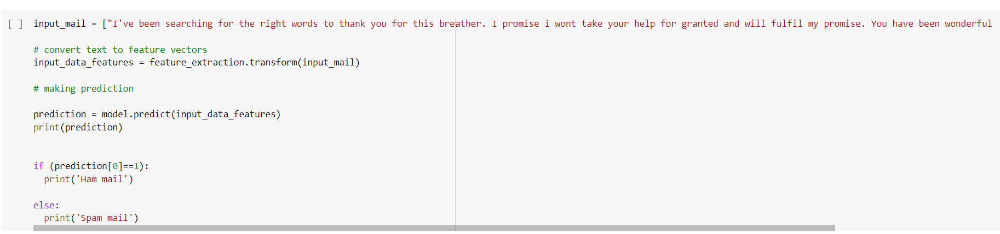 [ ] input_mail = ["I've been searching for the right words to thank you for this breather. I promise i wont take your help for granted and will fulfil my promise. You have been wonderful
# convert text to feature vectors
input_data_features = feature_extraction.transform(input_mail)
# making prediction
prediction = model.predict(input_data_features)
print(prediction)
if (prediction[0]==1):
  print('Ham mail')
else:
  print('Spam mail')